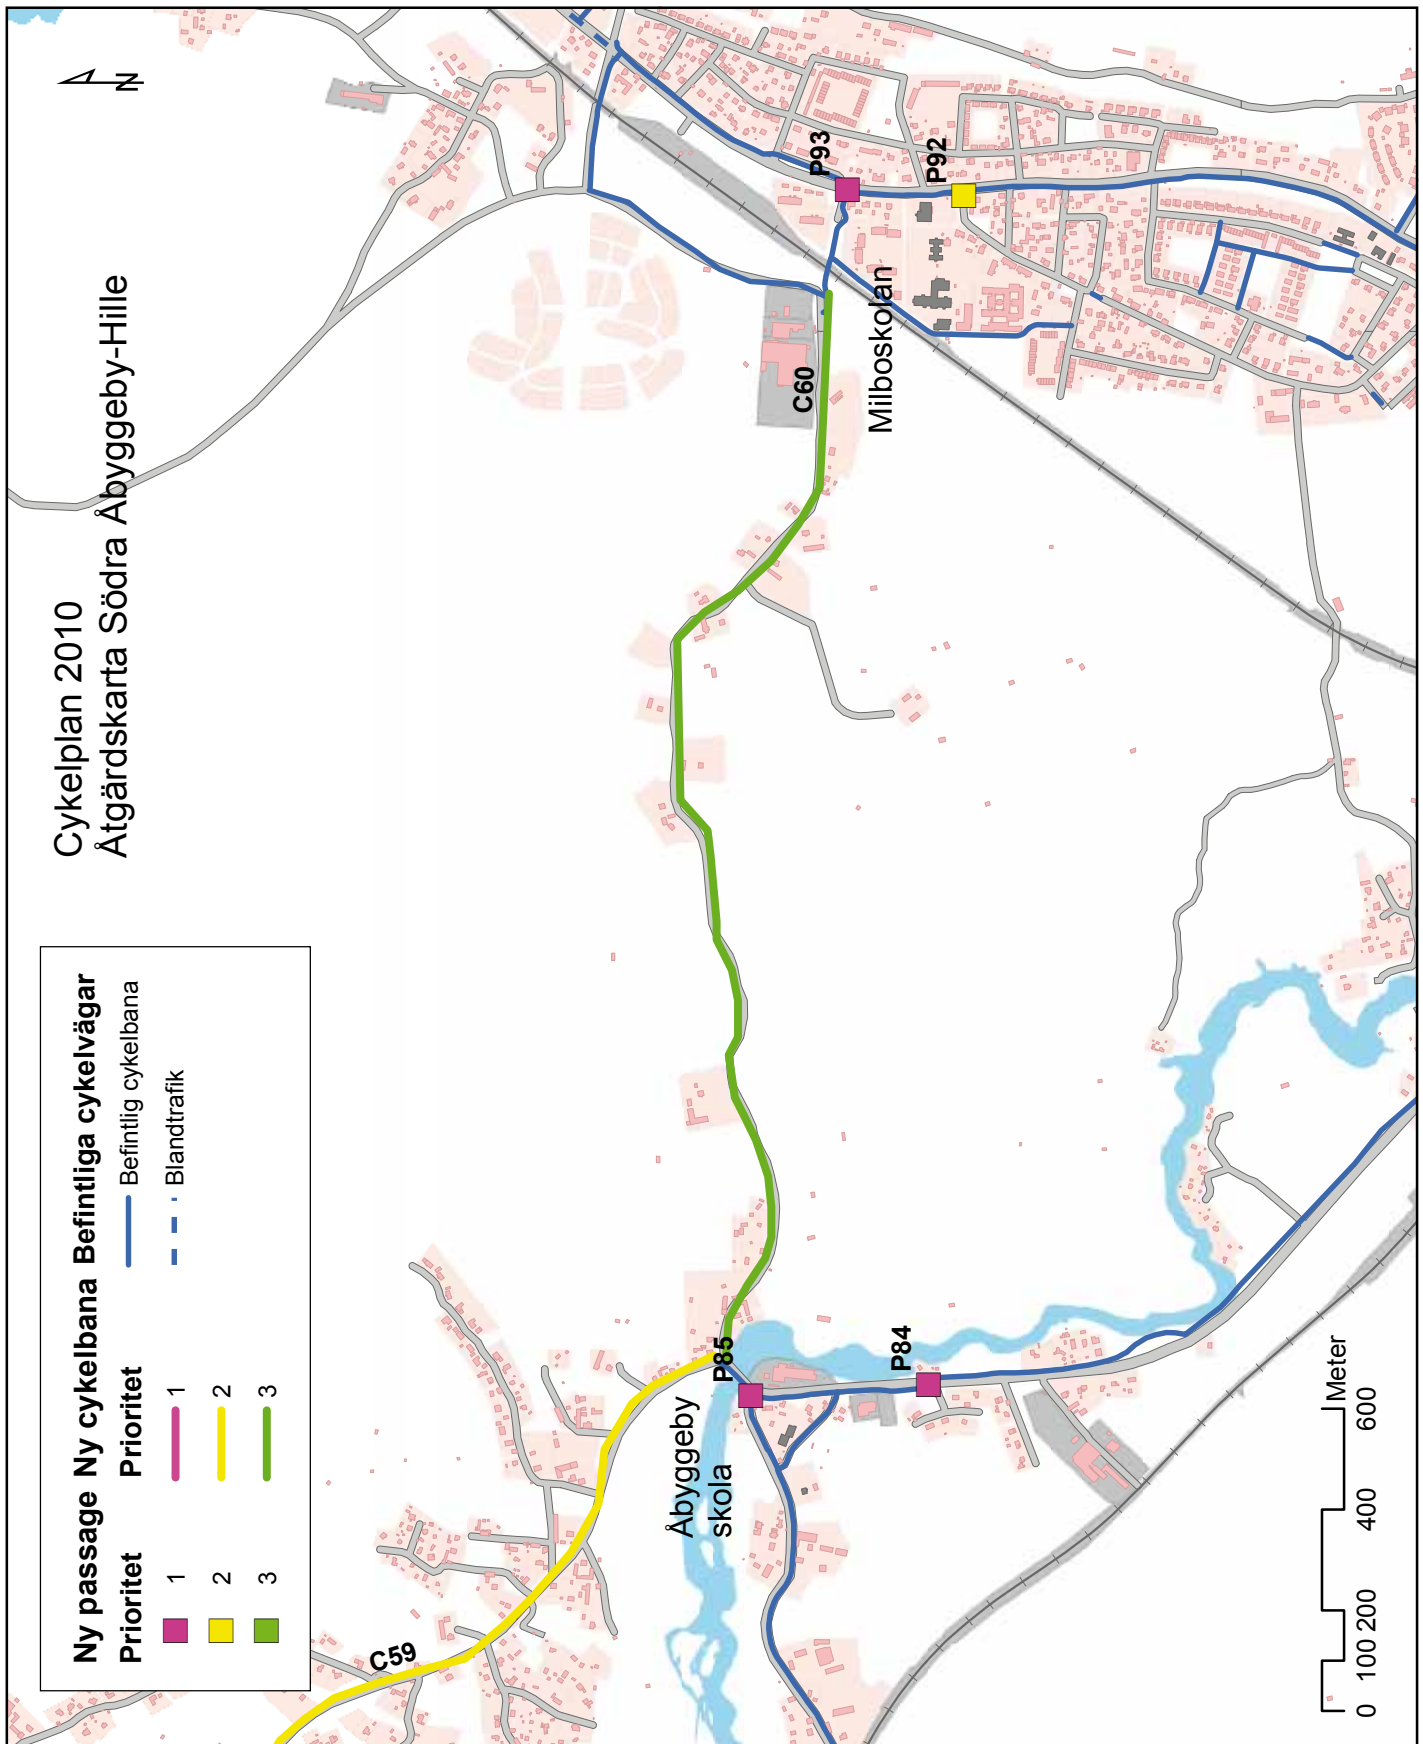 Cykelplan 2010
Åtgärdskarta Södra Åbyggeby-Hille
N
Ny passage Ny cykelbana Befintliga cykelvägar
Prioritet Prioritet
1 1 Befintlig cykelbana
2 2 Blandtrafik
3 3
C59
Åbyggeby
skola
P85
P84
C60
Milboskolan
P93
P92
0 100 200 400 600 Meter